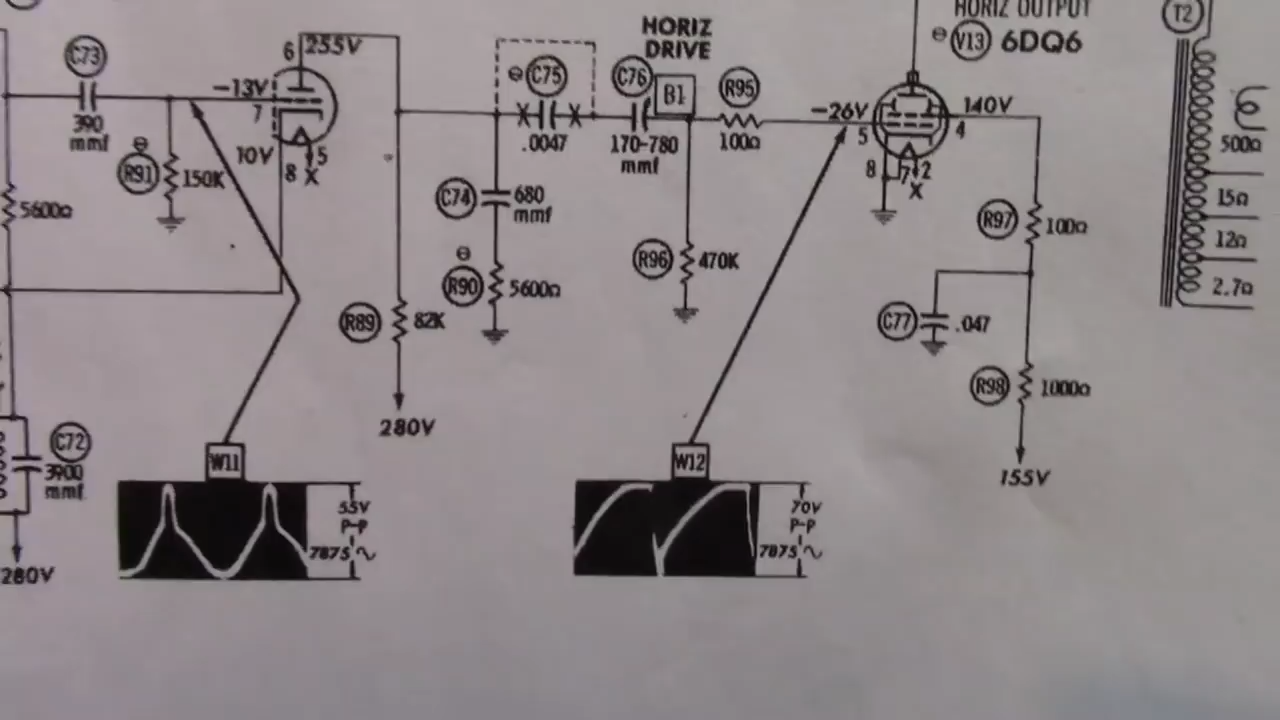 HORIZ OUTPUT
V13 6DQ6
T2
HORIZ
DRIVE
6 255V
C73
390
mmf
-13V
7
10V
8 5
X
R91
150K
5600Ω
C75
.0047
C76
170-780
mmf
B1
R95
100Ω
-26V
5
140V
4
8 7 2
X
500Ω
15Ω
12Ω
2.7Ω
C74
680
mmf
R90
5600Ω
R96
470K
R97
100Ω
C77
.047
R89
82K
280V
R98
1000Ω
155V
C72
3900
mmf
280V
W11
55V
P-P
7875
W12
70V
P-P
7875